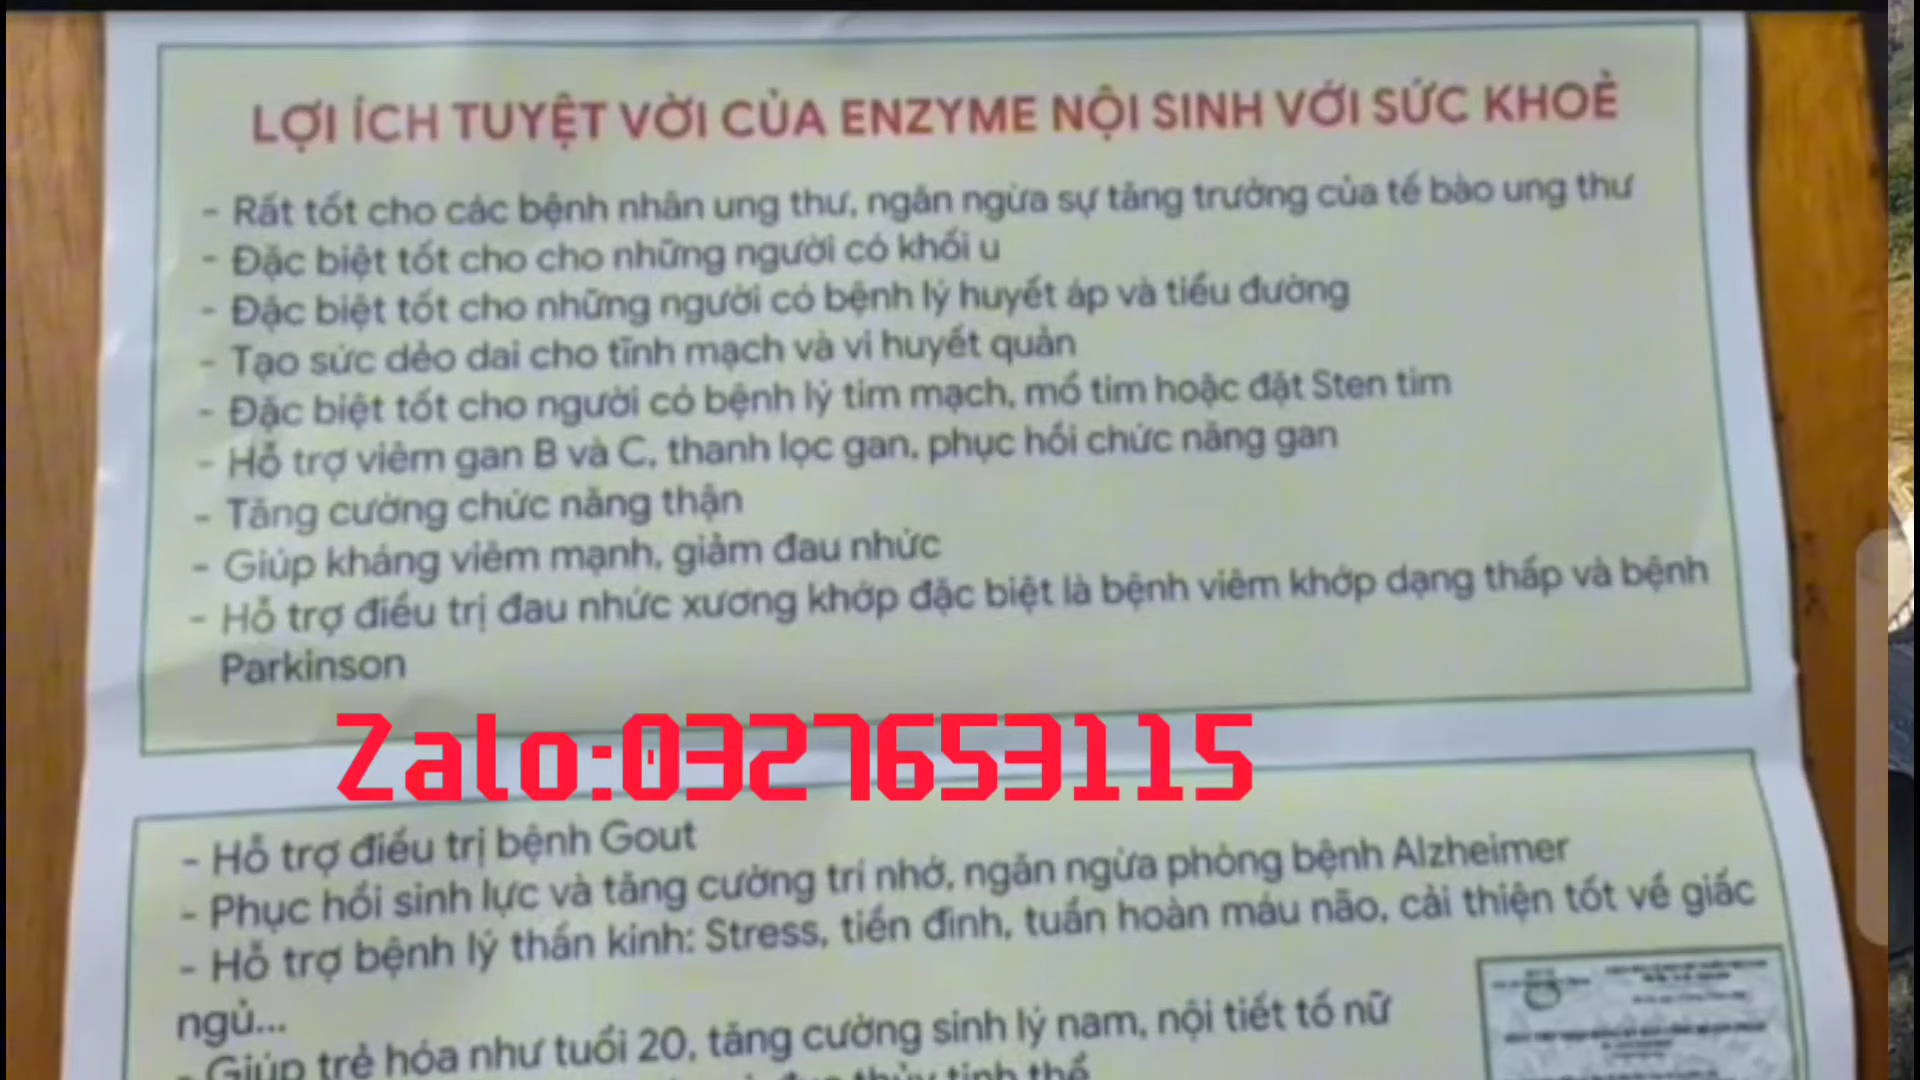 LỢI ÍCH TUYỆT VỜI CỦA ENZYME NỘI SINH VỚI SỨC KHOẺ
- Rất tốt cho các bệnh nhân ung thư, ngăn ngừa sự tăng trưởng của tế bào ung thư
- Đặc biệt tốt cho cho những người có khối u
- Đặc biệt tốt cho những người có bệnh lý huyết áp và tiểu đường
- Tạo sức dẻo dai cho tĩnh mạch và vi huyết quản
- Đặc biệt tốt cho người có bệnh lý tim mạch, mổ tim hoặc đặt Sten tim
- Hỗ trợ viêm gan B và C, thanh lọc gan, phục hồi chức năng gan
- Tăng cường chức năng thận
- Giúp kháng viêm mạnh, giảm đau nhức
- Hỗ trợ điều trị đau nhức xương khớp đặc biệt là bệnh viêm khớp dạng thấp và bệnh
Parkinson
Zalo:0327653115
- Hỗ trợ điều trị bệnh Gout
- Phục hồi sinh lực và tăng cường trí nhớ, ngăn ngừa phòng bệnh Alzheimer
- Hỗ trợ bệnh lý thần kinh: Stress, tiền đình, tuần hoàn máu não, cải thiện tốt về giấc
ngủ...
- Giúp trẻ hóa như tuổi 20, tăng cường sinh lý nam, nội tiết tố nữ
thủy tinh thể